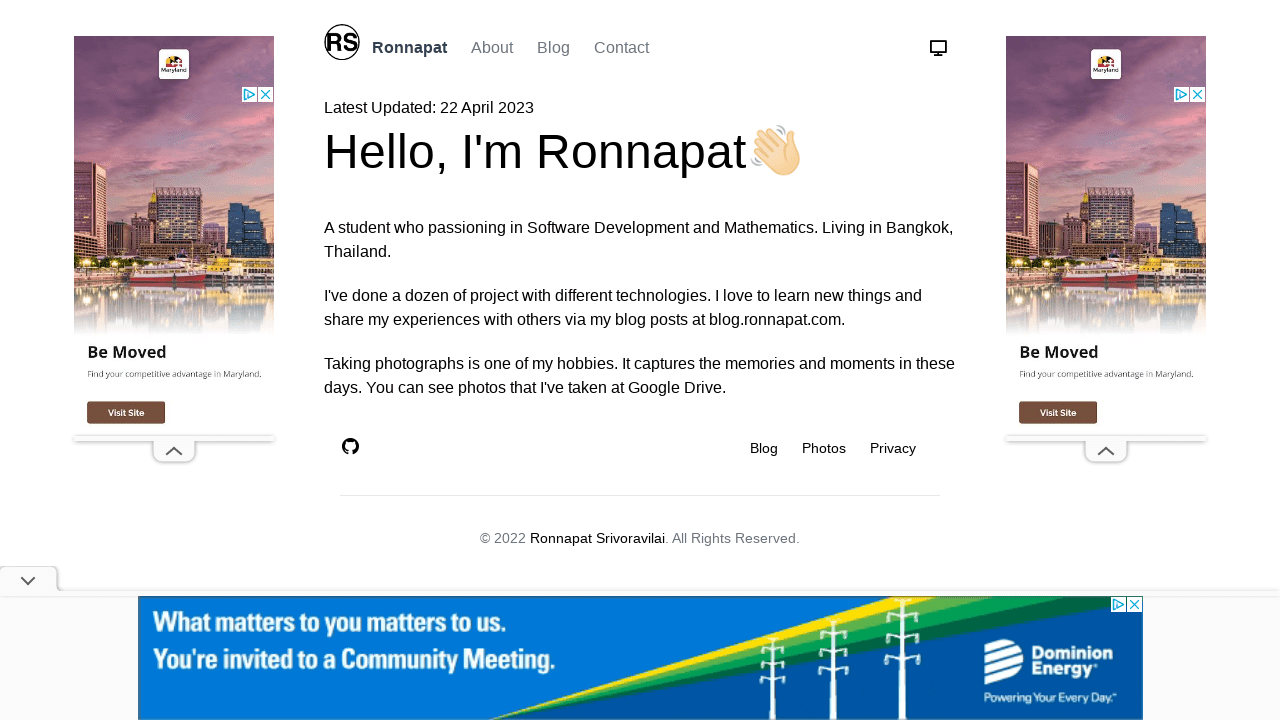 RS Ronnapat About Blog Contact
Latest Updated: 22 April 2023
Hello, I'm Ronnapat
A student who passioning in Software Development and Mathematics. Living in Bangkok,
Thailand.
I've done a dozen of project with different technologies. I love to learn new things and
share my experiences with others via my blog posts at blog.ronnapat.com.
Taking photographs is one of my hobbies. It captures the memories and moments in these
days. You can see photos that I've taken at Google Drive.
Blog Photos Privacy
© 2022 Ronnapat Srivoravilai. All Rights Reserved.
Maryland
Be Moved
Find your competitive advantage in Maryland.
Visit Site
Maryland
Be Moved
Find your competitive advantage in Maryland.
Visit Site
What matters to you matters to us.
You're invited to a Community Meeting.
Dominion
Energy®
Powering Your Every Day.℠